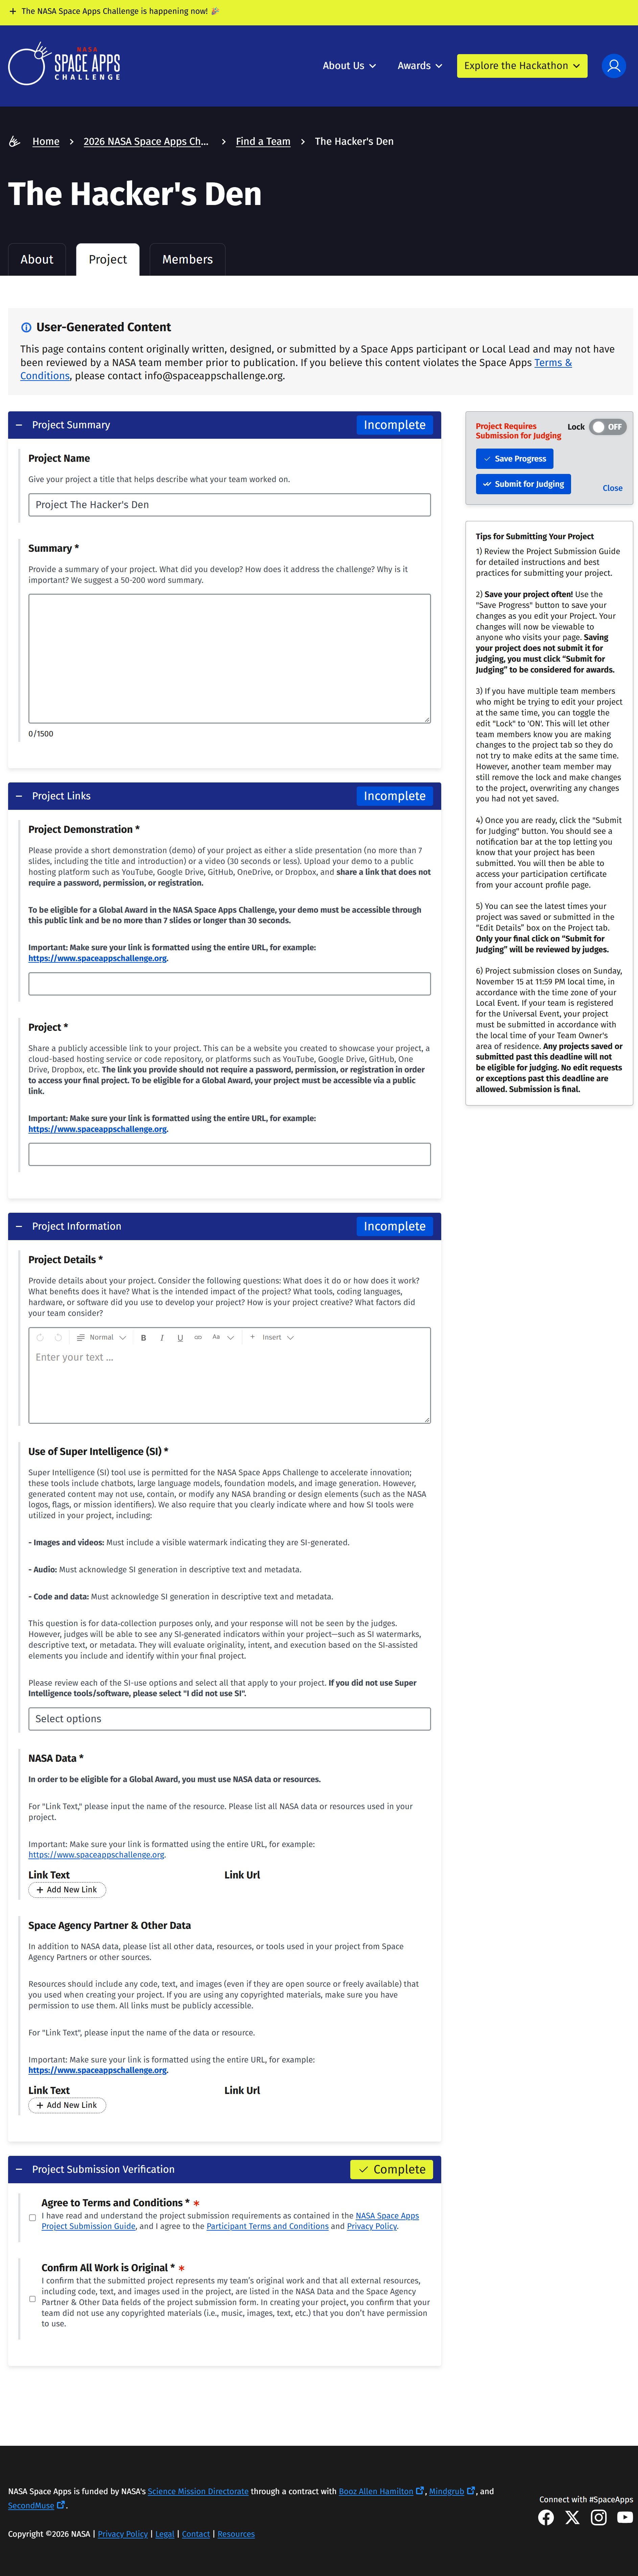 The NASA Space Apps Challenge is happening now! 🎉
NASA
SPACE APPS
CHALLENGE
About Us
Awards
Explore the Hackathon
Home
2026 NASA Space Apps Ch...
Find a Team
The Hacker's Den
The Hacker's Den
About
Project
Members
User-Generated Content
This page contains content originally written, designed, or submitted by a Space Apps participant or Local Lead and may not have
been reviewed by a NASA team member prior to publication. If you believe this content violates the Space Apps Terms &
Conditions, please contact info@spaceappschallenge.org.
Project Summary
Incomplete
Project Name
Give your project a title that helps describe what your team worked on.
Project The Hacker's Den
Summary *
Provide a summary of your project. What did you develop? How does it address the challenge? Why is it
important? We suggest a 50-200 word summary.
0/1500
Project Links
Incomplete
Project Demonstration *
Please provide a short demonstration (demo) of your project as either a slide presentation (no more than 7
slides, including the title and introduction) or a video (30 seconds or less). Upload your demo to a public
hosting platform such as YouTube, Google Drive, GitHub, OneDrive, or Dropbox, and share a link that does not
require a password, permission, or registration.
To be eligible for a Global Award in the NASA Space Apps Challenge, your demo must be accessible through
this public link and be no more than 7 slides or longer than 30 seconds.
Important: Make sure your link is formatted using the entire URL, for example:
https://www.spaceappschallenge.org.
Project *
Share a publicly accessible link to your project. This can be a website you created to showcase your project, a
cloud-based hosting service or code repository, or platforms such as YouTube, Google Drive, GitHub, One
Drive, Dropbox, etc. The link you provide should not require a password, permission, or registration in order
to access your final project. To be eligible for a Global Award, your project must be accessible via a public
link.
Important: Make sure your link is formatted using the entire URL, for example:
https://www.spaceappschallenge.org.
Project Information
Incomplete
Project Details *
Provide details about your project. Consider the following questions: What does it do or how does it work?
What benefits does it have? What is the intended impact of the project? What tools, coding languages,
hardware, or software did you use to develop your project? How is your project creative? What factors did
your team consider?
Normal
B
I
U
Aa
Insert
Enter your text ...
Use of Super Intelligence (SI) *
Super Intelligence (SI) tool use is permitted for the NASA Space Apps Challenge to accelerate innovation;
these tools include chatbots, large language models, foundation models, and image generation. However,
generated content may not use, contain, or modify any NASA branding or design elements (such as the NASA
logos, flags, or mission identifiers). We also require that you clearly indicate where and how SI tools were
utilized in your project, including:
- Images and videos: Must include a visible watermark indicating they are SI-generated.
- Audio: Must acknowledge SI generation in descriptive text and metadata.
- Code and data: Must acknowledge SI generation in descriptive text and metadata.
This question is for data-collection purposes only, and your response will not be seen by the judges.
However, judges will be able to see any SI-generated indicators within your project—such as SI watermarks,
descriptive text, or metadata. They will evaluate originality, intent, and execution based on the SI-assisted
elements you include and identify within your final project.
Please review each of the SI-use options and select all that apply to your project. If you did not use Super
Intelligence tools/software, please select "I did not use SI".
Select options
NASA Data *
In order to be eligible for a Global Award, you must use NASA data or resources.
For "Link Text," please input the name of the resource. Please list all NASA data or resources used in your
project.
Important: Make sure your link is formatted using the entire URL, for example:
https://www.spaceappschallenge.org.
Link Text
Link Url
Add New Link
Space Agency Partner & Other Data
In addition to NASA data, please list all other data, resources, or tools used in your project from Space
Agency Partners or other sources.
Resources should include any code, text, and images (even if they are open source or freely available) that
you used when creating your project. If you are using any copyrighted materials, make sure you have
permission to use them. All links must be publicly accessible.
For "Link Text", please input the name of the data or resource.
Important: Make sure your link is formatted using the entire URL, for example:
https://www.spaceappschallenge.org.
Link Text
Link Url
Add New Link
Project Submission Verification
Complete
Agree to Terms and Conditions * *
I have read and understand the project submission requirements as contained in the NASA Space Apps
Project Submission Guide, and I agree to the Participant Terms and Conditions and Privacy Policy.
Confirm All Work is Original * *
I confirm that the submitted project represents my team's original work and that all external resources,
including code, text, and images used in the project, are listed in the NASA Data and the Space Agency
Partner & Other Data fields of the project submission form. In creating your project, you confirm that your
team did not use any copyrighted materials (i.e., music, images, text, etc.) that you don't have permission
to use.
Project Requires
Submission for Judging
Lock
OFF
Save Progress
Submit for Judging
Close
Tips for Submitting Your Project
1) Review the Project Submission Guide
for detailed instructions and best
practices for submitting your project.
2) Save your project often! Use the
"Save Progress" button to save your
changes as you edit your Project. Your
changes will now be viewable to
anyone who visits your page. Saving
your project does not submit it for
judging, you must click “Submit for
Judging” to be considered for awards.
3) If you have multiple team members
who might be trying to edit your project
at the same time, you can toggle the
edit "Lock" to 'ON'. This will let other
team members know you are making
changes to the project tab so they do
not try to make edits at the same time.
However, another team member may
still remove the lock and make changes
to the project, overwriting any changes
you had not yet saved.
4) Once you are ready, click the "Submit
for Judging" button. You should see a
notification bar at the top letting you
know that your project has been
submitted. You will then be able to
access your participation certificate
from your account profile page.
5) You can see the latest times your
project was saved or submitted in the
“Edit Details” box on the Project tab.
Only your final click on “Submit for
Judging” will be reviewed by judges.
6) Project submission closes on Sunday,
November 15 at 11:59 PM local time, in
accordance with the time zone of your
Local Event. If your team is registered
for the Universal Event, your project
must be submitted in accordance with
the local time of your Team Owner's
area of residence. Any projects saved or
submitted past this deadline will not
be eligible for judging. No edit requests
or exceptions past this deadline are
allowed. Submission is final.
NASA Space Apps is funded by NASA's Science Mission Directorate through a contract with Booz Allen Hamilton, Mindgrub, and
SecondMuse.
Connect with #SpaceApps
Copyright ©2026 NASA | Privacy Policy | Legal | Contact | Resources